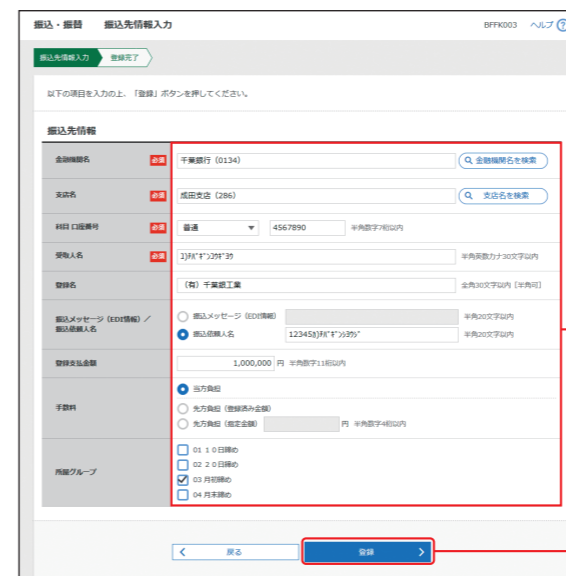 振込・振替　振込先情報入力
BFFK003　ヘルプ ?
振込先情報入力　登録完了
以下の項目を入力の上、「登録」ボタンを押してください。
振込先情報
金融機関名　必須　千葉銀行（0134）　金融機関名を検索
支店名　必須　成田支店（286）　支店名を検索
科目 口座番号　必須　普通　▼　4567890　半角数字7桁以内
受取人名　必須　ﾕ)ﾁﾊﾞｷﾞﾝｺｳｷﾞﾖｳ　半角英数カナ30文字以内
登録名　（有）千葉銀工業　全角30文字以内［半角可］
振込メッセージ（EDI情報）／
振込依頼人名
振込メッセージ（EDI情報）　半角20文字以内
振込依頼人名　半角20文字以内
登録支払金額　1,000,000　円　半角数字11桁以内
手数料
当方負担
先方負担（登録済み金額）
先方負担（指定金額）　円　半角数字4桁以内
所属グループ
01 １０日締め
02 ２０日締め
03 月初締め
04 月末締め
戻る　登録